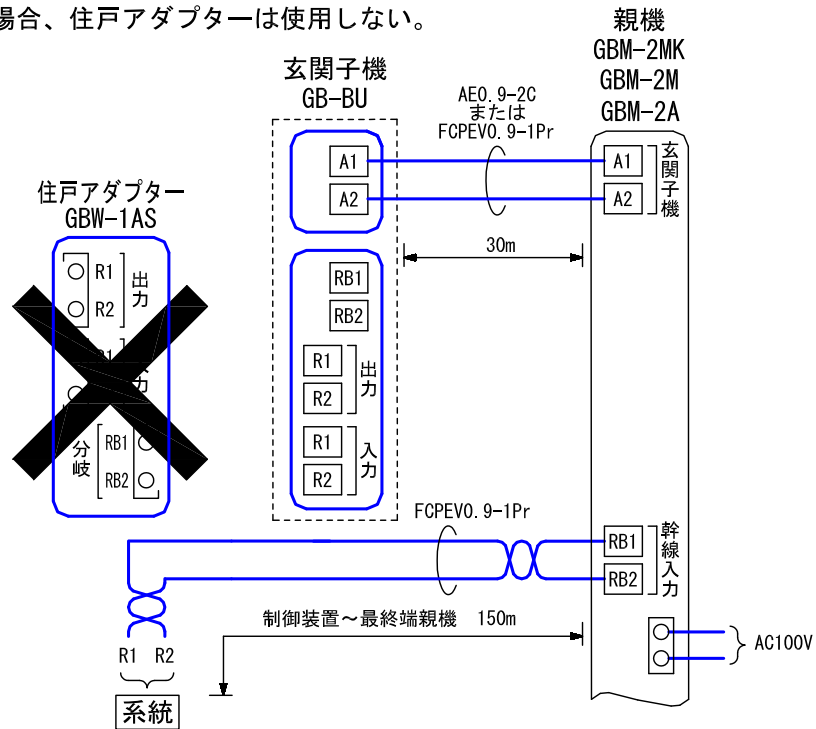 場合、住戸アダプターは使用しない。
親機
GBM-2MK
GBM-2M
GBM-2A
玄関子機
GB-BU
AE0.9-2C
または
FCPEV0.9-1Pr
A1
A2
A1
A2
玄関子機
30m
住戸アダプター
GBW-1AS
R1
R2
出力
R1
力
分岐
RB1
RB2
RB1
RB2
R1
R2
出力
R1
R2
入力
FCPEV0.9-1Pr
RB1
RB2
幹線入力
制御装置～最終端親機 150m
AC100V
R1 R2
系統